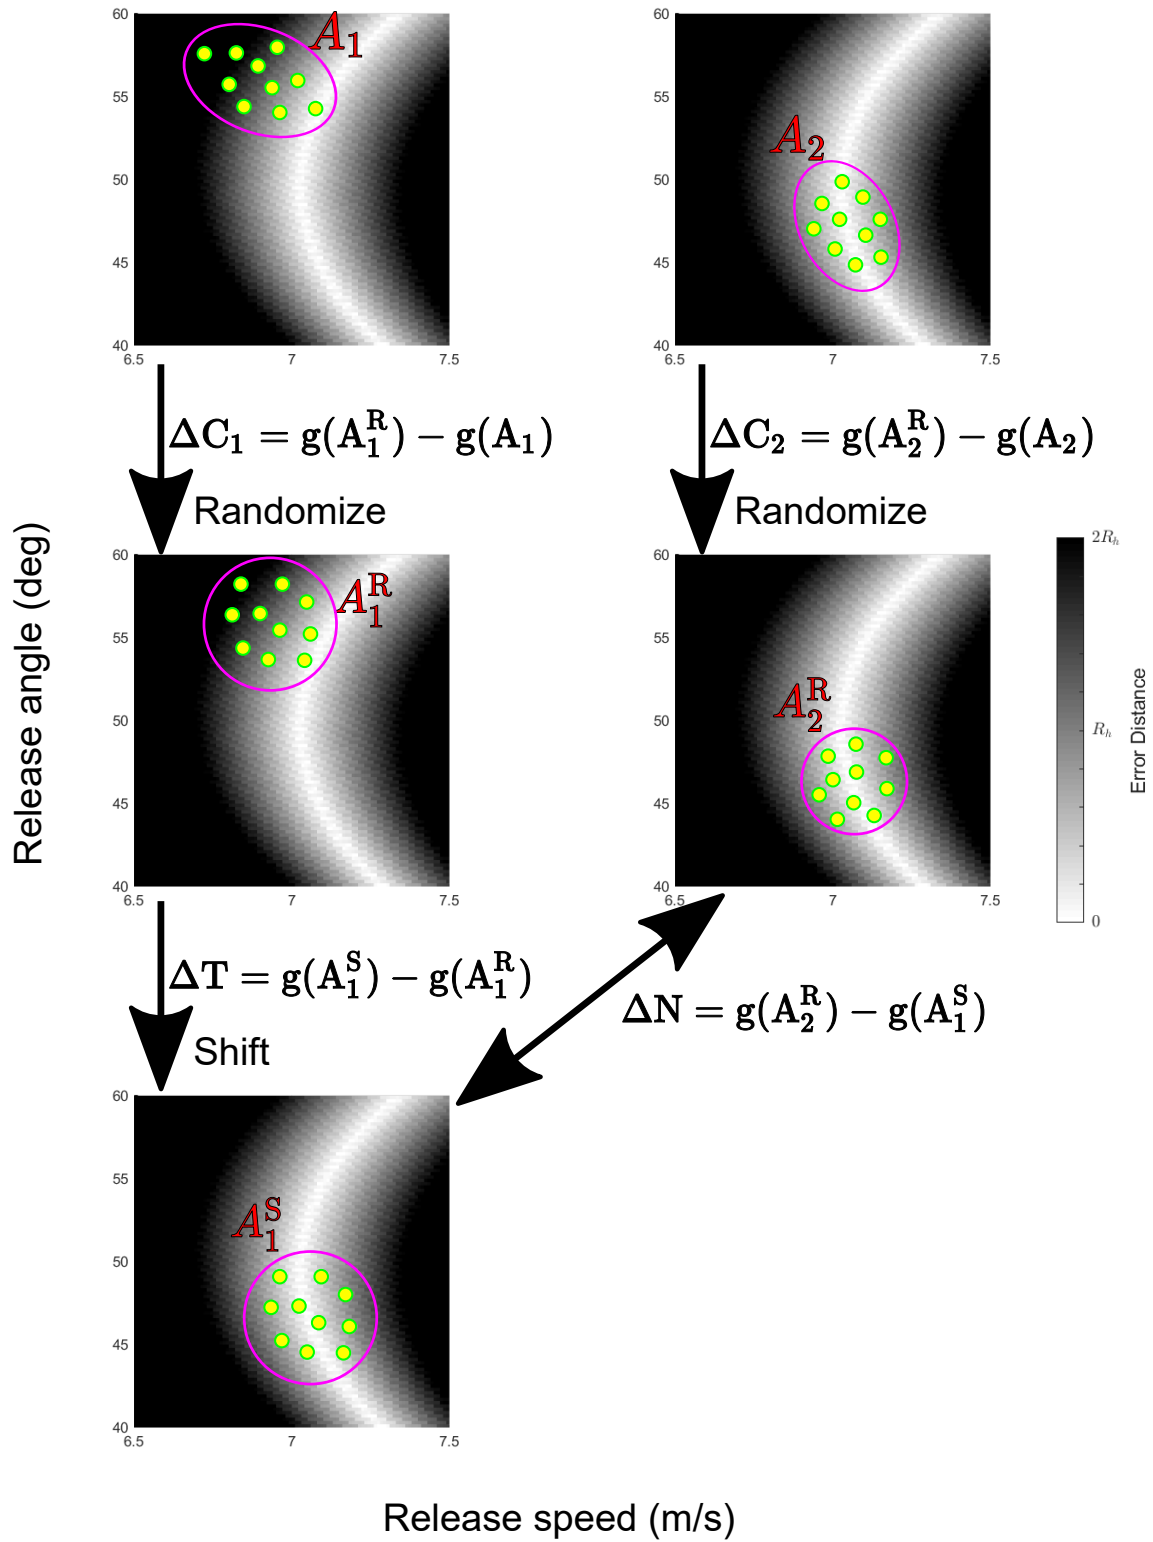 60
55
50
45
40
6.5
7
7.5
A₁
60
55
50
45
40
6.5
7
7.5
A₂
ΔC₁ = g(A₁ᴿ) − g(A₁)
Randomize
ΔC₂ = g(A₂ᴿ) − g(A₂)
Randomize
Release angle (deg)
60
55
50
45
40
6.5
7
7.5
A₁ᴿ
60
55
50
45
40
6.5
7
7.5
A₂ᴿ
2Rₕ
Rₕ
0
Error Distance
ΔT = g(A₁ˢ) − g(A₁ᴿ)
Shift
ΔN = g(A₂ᴿ) − g(A₁ˢ)
60
55
50
45
40
6.5
7
7.5
A₁ˢ
Release speed (m/s)